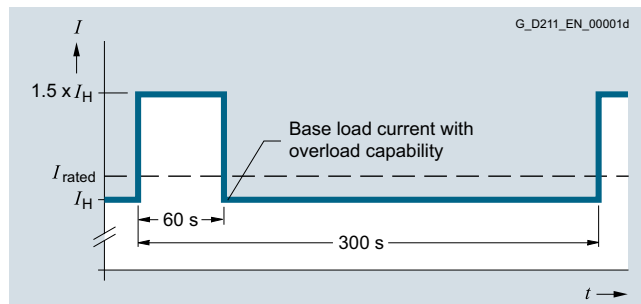 G_D211_EN_00001d
I
1.5 x IH
Base load current with
overload capability
Irated
IH
60 s
300 s
t